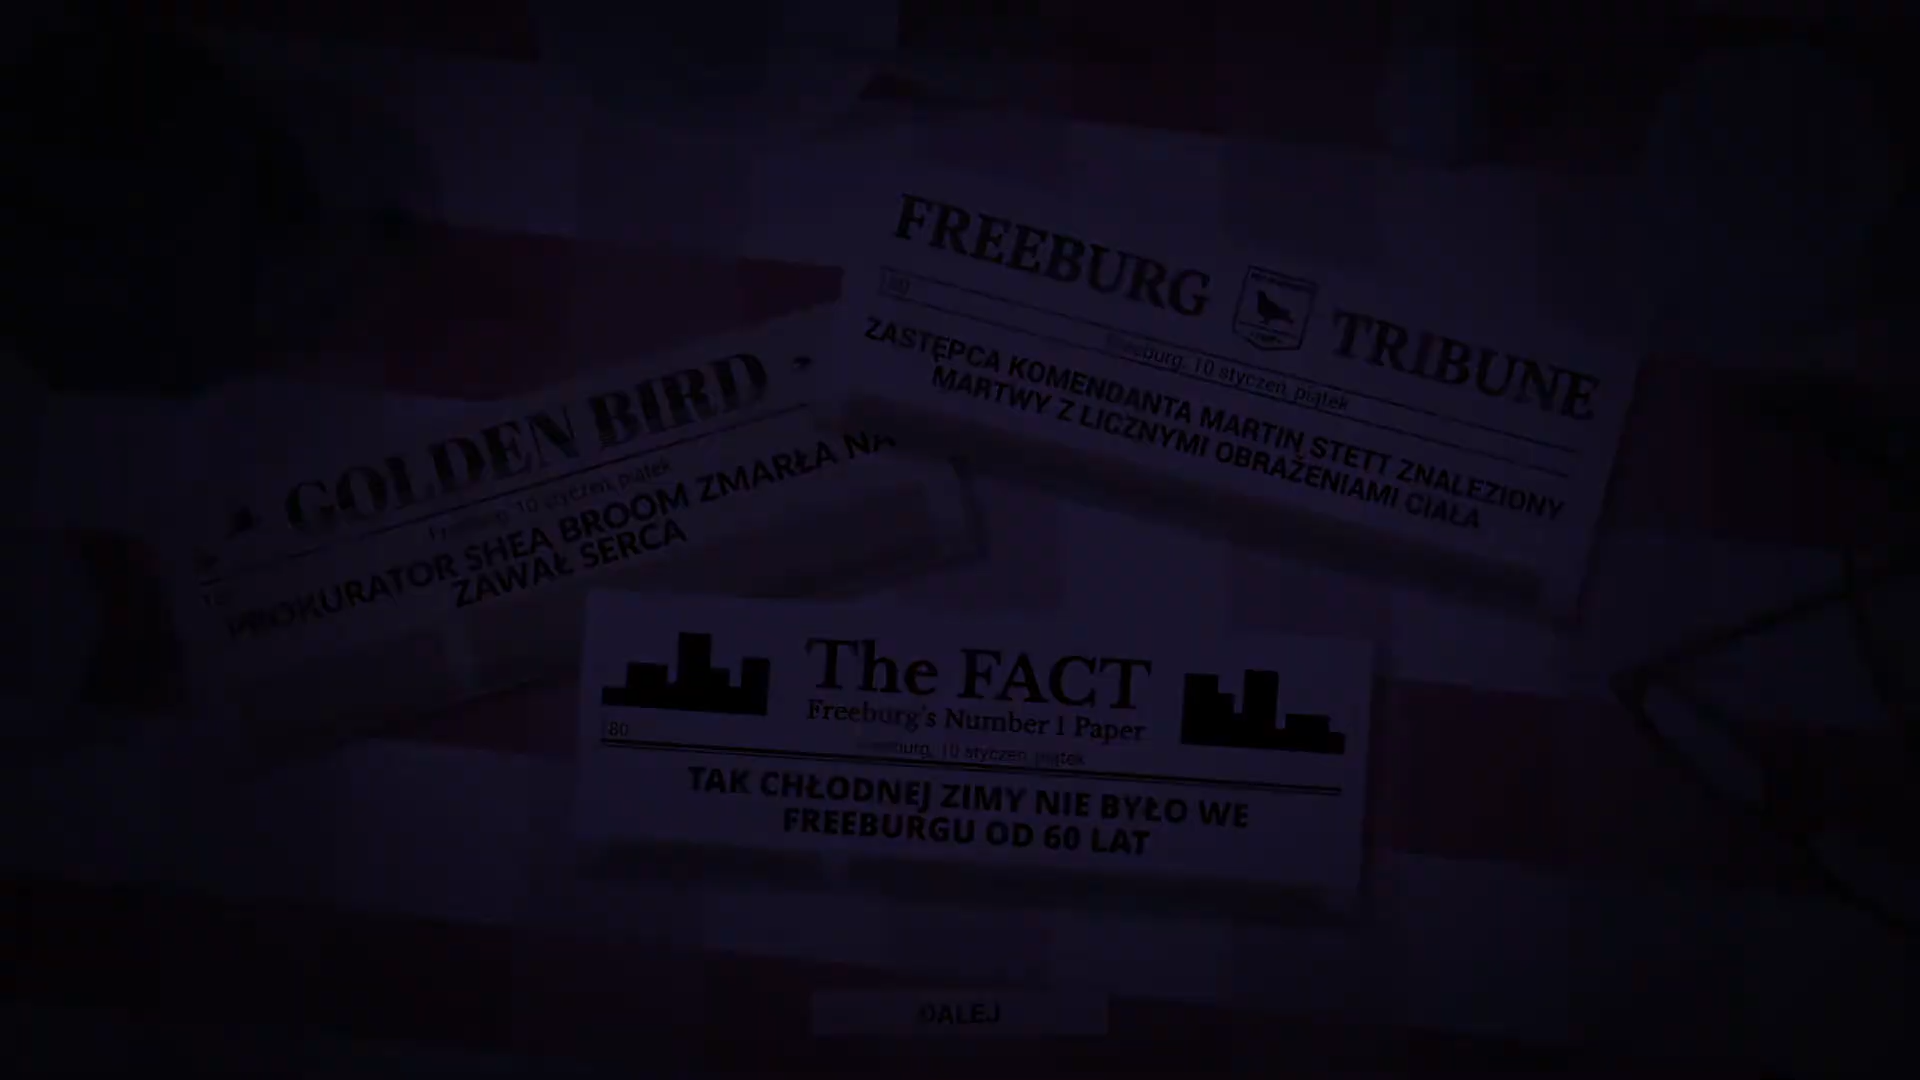 FREEBURG TRIBUNE
80
Freeburg, 10 styczeń, piątek
ZASTĘPCA KOMENDANTA MARTIN STETT ZNALEZIONY
MARTWY Z LICZNYMI OBRAŻENIAMI CIAŁA
GOLDEN BIRD
Freeburg, 10 styczeń, piątek
PROKURATOR SHEA BROOM ZMARŁA NA
ZAWAŁ SERCA
The FACT
Freeburg's Number 1 Paper
80
Freeburg, 10 styczeń, piątek
TAK CHŁODNEJ ZIMY NIE BYŁO WE
FREEBURGU OD 60 LAT
DALEJ